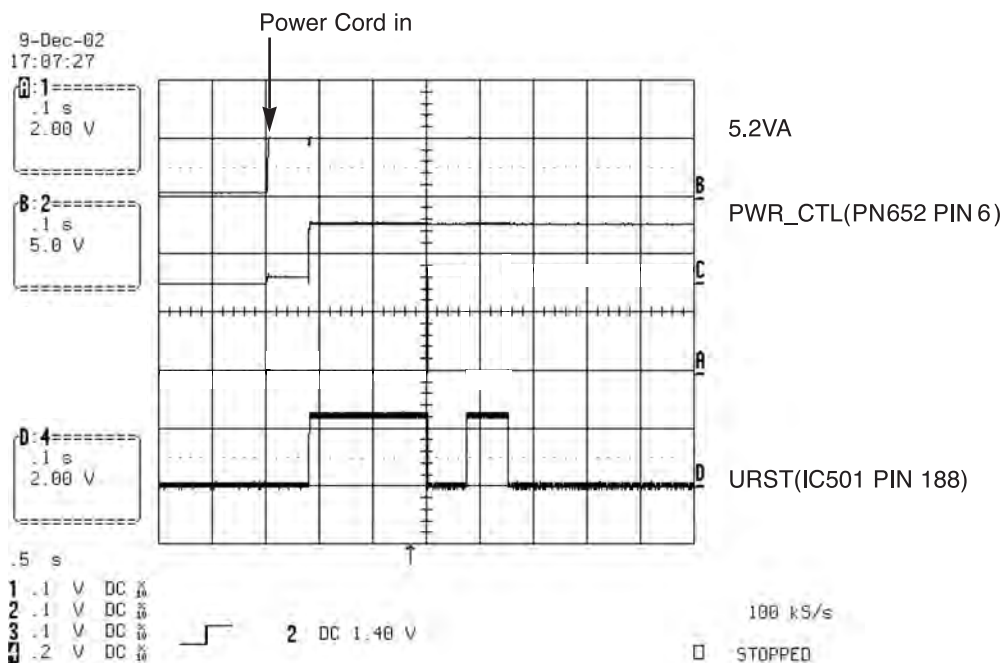 Power Cord in
9-Dec-02
17:07:27
A:1
.1 s
2.00 V
5.2VA
B
B:2
.1 s
5.0 V
PWR_CTL(PN652 PIN 6)
C
A
D:4
.1 s
2.00 V
D
URST(IC501 PIN 188)
.5 s
1 .1 V DC
2 .1 V DC
3 .1 V DC
4 .2 V DC
2 DC 1.40 V
100 kS/s
STOPPED